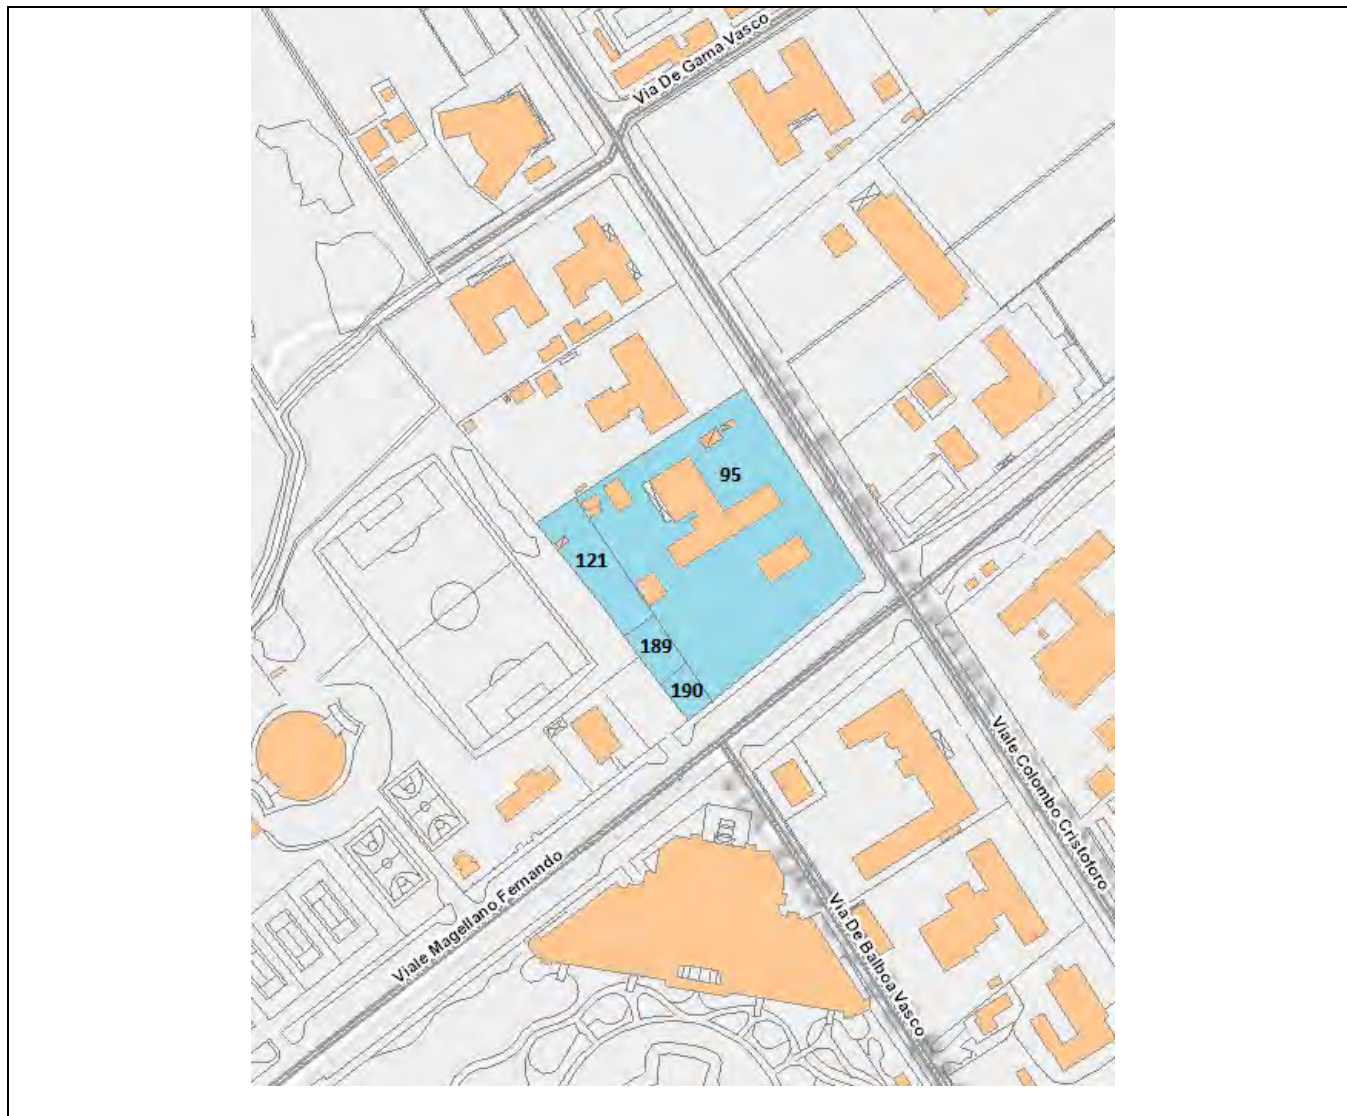 Via De Gama Vasco
95
121
189
190
Viale Colombo Cristoforo
Viale Magellano Fernando
Via De Balboa Vasco